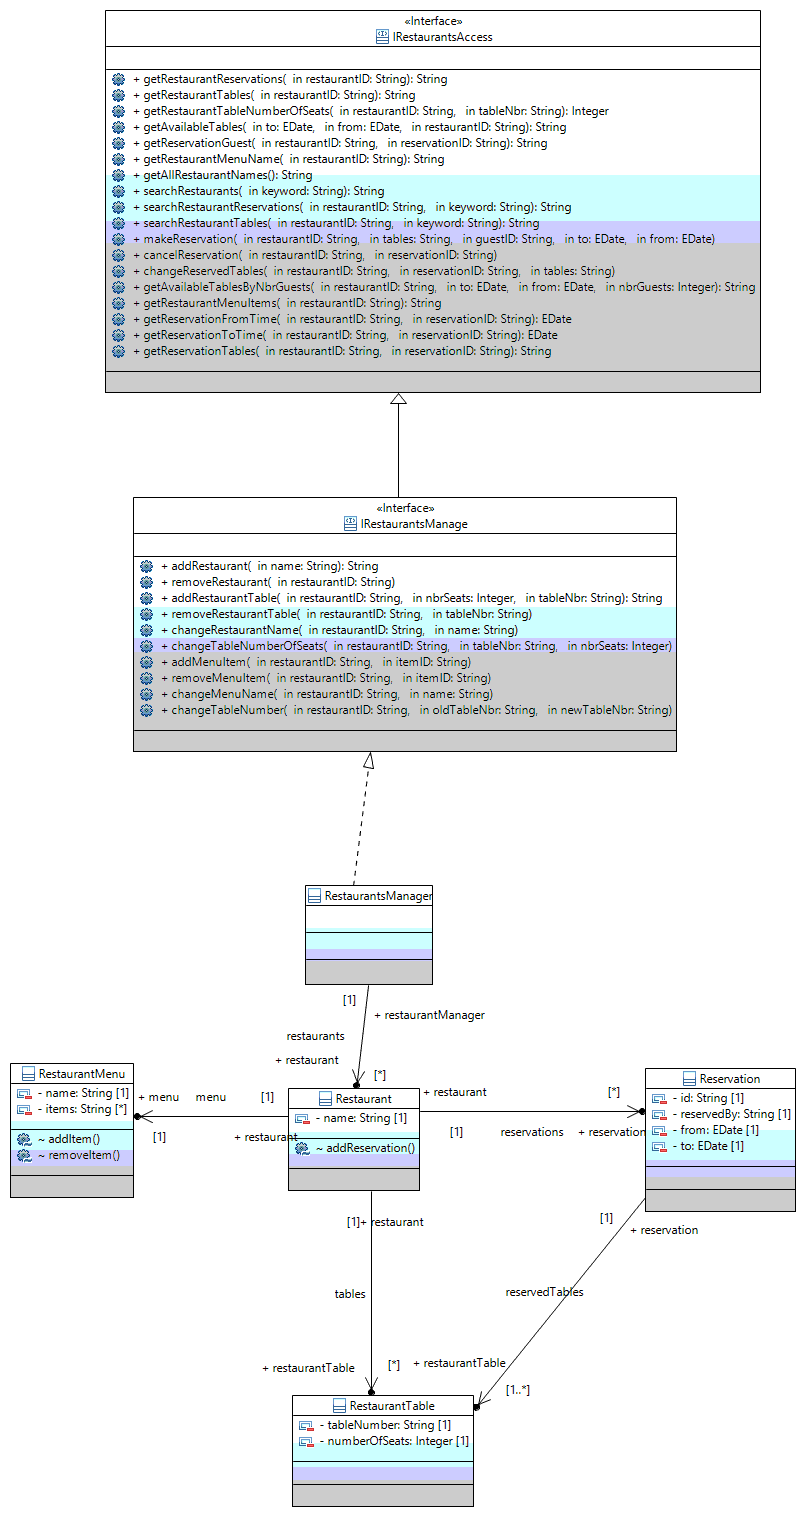 «Interface»
IRestaurantsAccess
+ getRestaurantReservations( in restaurantID: String): String
+ getRestaurantTables( in restaurantID: String): String
+ getRestaurantTableNumberOfSeats( in restaurantID: String, in tableNbr: String): Integer
+ getAvailableTables( in to: EDate, in from: EDate, in restaurantID: String): String
+ getReservationGuest( in restaurantID: String, in reservationID: String): String
+ getRestaurantMenuName( in restaurantID: String): String
+ getAllRestaurantNames(): String
+ searchRestaurants( in keyword: String): String
+ searchRestaurantReservations( in restaurantID: String, in keyword: String): String
+ searchRestaurantTables( in restaurantID: String, in keyword: String): String
+ makeReservation( in restaurantID: String, in tables: String, in guestID: String, in to: EDate, in from: EDate)
+ cancelReservation( in restaurantID: String, in reservationID: String)
+ changeReservedTables( in restaurantID: String, in reservationID: String, in tables: String)
+ getAvailableTablesByNbrGuests( in restaurantID: String, in to: EDate, in from: EDate, in nbrGuests: Integer): String
+ getRestaurantMenuItems( in restaurantID: String): String
+ getReservationFromTime( in restaurantID: String, in reservationID: String): EDate
+ getReservationToTime( in restaurantID: String, in reservationID: String): EDate
+ getReservationTables( in restaurantID: String, in reservationID: String): String
«Interface»
IRestaurantsManage
+ addRestaurant( in name: String): String
+ removeRestaurant( in restaurantID: String)
+ addRestaurantTable( in restaurantID: String, in nbrSeats: Integer, in tableNbr: String): String
+ removeRestaurantTable( in restaurantID: String, in tableNbr: String)
+ changeRestaurantName( in restaurantID: String, in name: String)
+ changeTableNumberOfSeats( in restaurantID: String, in tableNbr: String, in nbrSeats: Integer)
+ addMenuItem( in restaurantID: String, in itemID: String)
+ removeMenuItem( in restaurantID: String, in itemID: String)
+ changeMenuName( in restaurantID: String, in name: String)
+ changeTableNumber( in restaurantID: String, in oldTableNbr: String, in newTableNbr: String)
RestaurantsManager
[1]
+ restaurantManager
restaurants
+ restaurant
[*]
RestaurantMenu
- name: String [1]
- items: String [*]
~ addItem()
~ removeItem()
+ menu
menu
[1]
[1]
+ restaurant
Restaurant
- name: String [1]
~ addReservation()
+ restaurant
[*]
[1]
reservations
+ reservation
Reservation
- id: String [1]
- reservedBy: String [1]
- from: EDate [1]
- to: EDate [1]
[1]
+ restaurant
[1]
+ reservation
tables
reservedTables
+ restaurantTable
[*]
+ restaurantTable
[1..*]
RestaurantTable
- tableNumber: String [1]
- numberOfSeats: Integer [1]